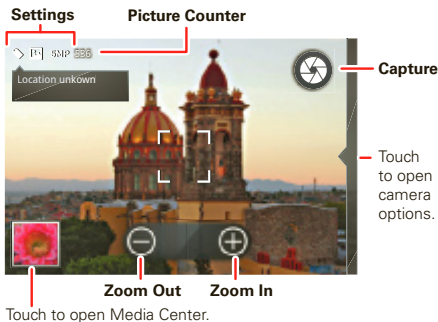 Settings
Picture Counter
5MP 586
Location unkown
Capture
Touch
to open
camera
options.
Zoom Out
Zoom In
Touch to open Media Center.